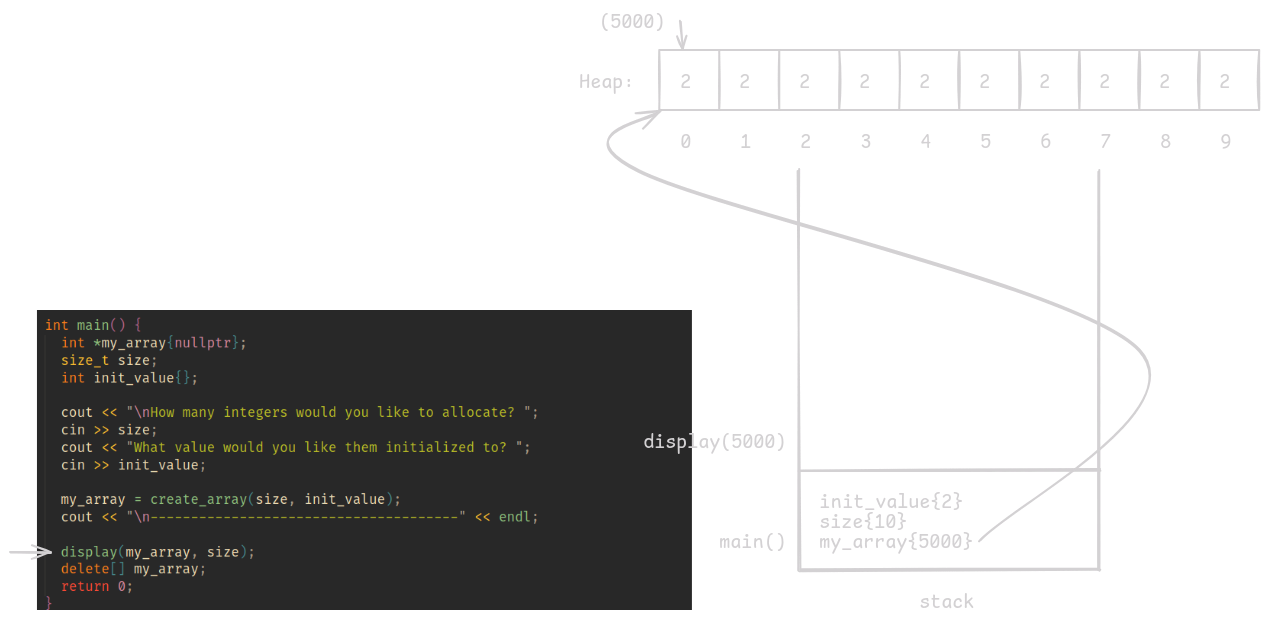 (5000)
Heap:
2 2 2 2 2 2 2 2 2 2
0 1 2 3 4 5 6 7 8 9
int main() {
int *my_array{nullptr};
size_t size;
int init_value{};
cout << "\nHow many integers would you like to allocate? ";
cin >> size;
cout << "What value would you like them initialized to? ";
cin >> init_value;
my_array = create_array(size, init_value);
cout << "\n--------------------------------------" << endl;
display(my_array, size);
delete[] my_array;
return 0;
}
display(5000)
init_value{2}
size{10}
main()
my_array{5000}
stack